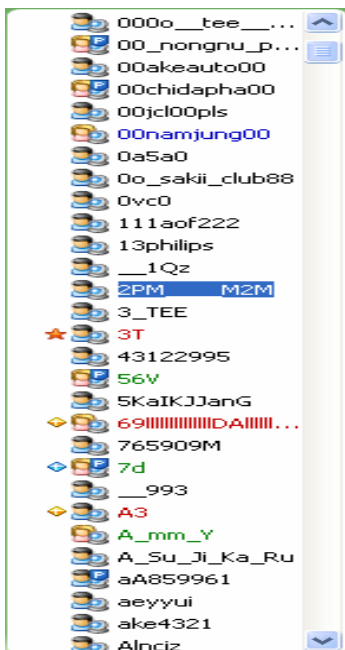 000o__tee__...
00_nongnu_p...
00akeauto00
00chidapha00
00jcl00pls
00namjung00
0a5a0
0o_sakii_club88
0vc0
111aof222
13philips
__1Qz
2PM M2M
3_TEE
3T
43122995
56V
5KaIKJJanG
765909M
7d
__993
A3
A_mm_Y
A_Su_Ji_Ka_Ru
aA859961
aeyyui
ake4321